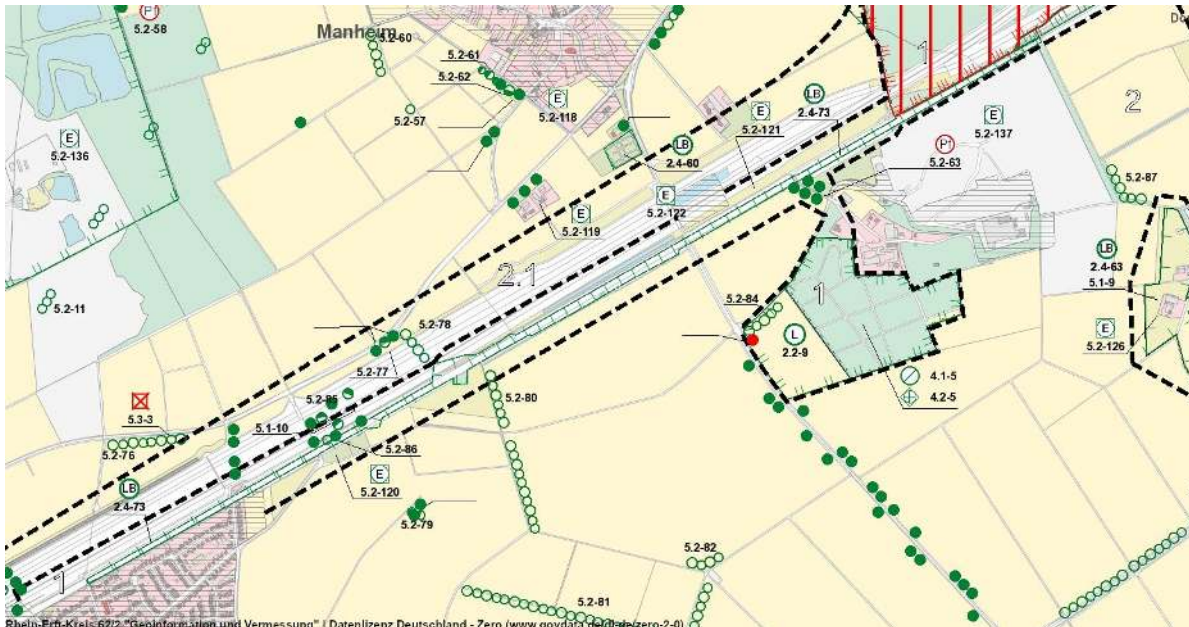 P1
5.2-58
Manheim
5.2-60
5.2-61
5.2-62
5.2-57
E
5.2-118
LB
2.4-60
E
5.2-121
LB
2.4-73
1
2
E
5.2-137
P1
5.2-63
5.2-87
E
5.2-136
5.2-11
E
5.2-119
E
5.2-122
2.1
LB
2.4-63
5.1-9
E
5.2-126
5.2-84
1
L
2.2-9
4.1-5
4.2-5
5.2-78
5.2-77
5.3-3
5.2-76
5.2-85
5.1-10
5.2-86
5.2-80
E
5.2-120
LB
2.4-73
5.2-79
5.2-82
5.2-81
1
Rhein-Erft-Kreis 62/2 "Geoinformation und Vermessung" / Datenlizenz Deutschland - Zero (www.govdata.de/dl-de/zero-2-0)